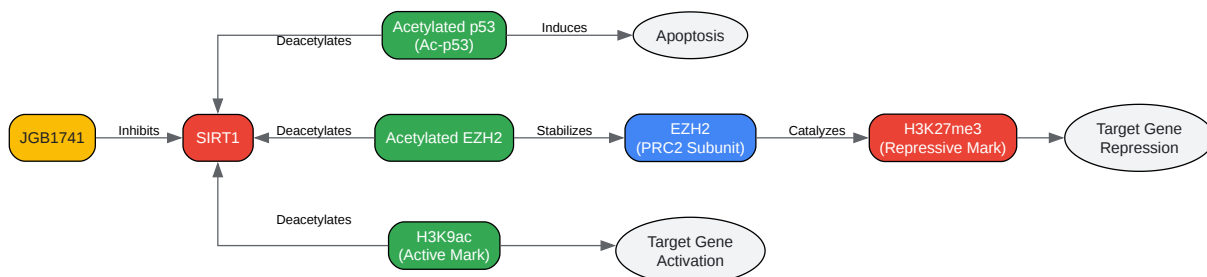 Acetylated p53
(Ac-p53)
Induces
Apoptosis
Deacetylates
JGB1741
Inhibits
SIRT1
Deacetylates
Acetylated EZH2
Stabilizes
EZH2
(PRC2 Subunit)
Catalyzes
H3K27me3
(Repressive Mark)
Target Gene
Repression
Deacetylates
H3K9ac
(Active Mark)
Target Gene
Activation